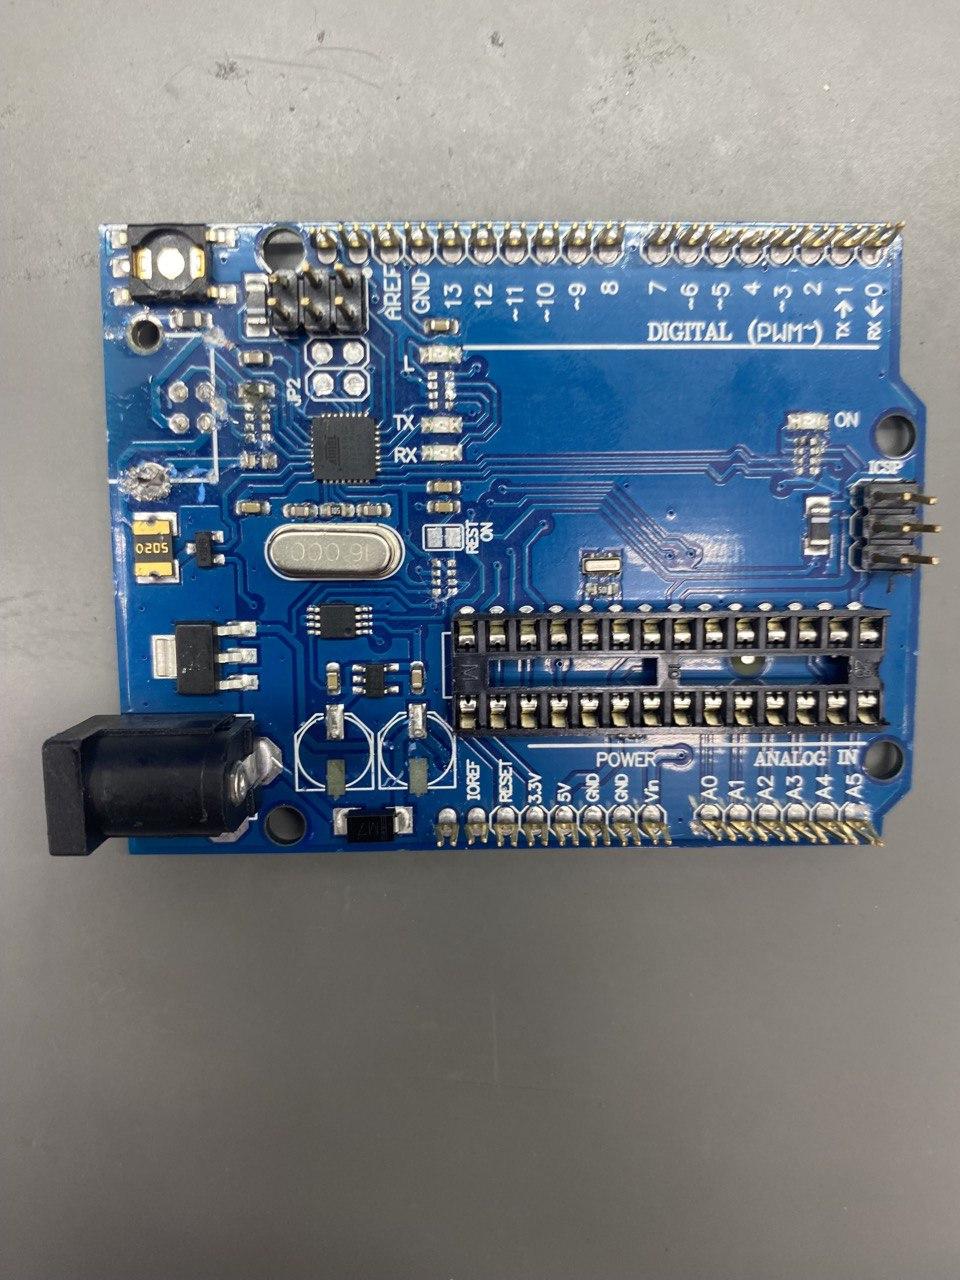 AREF
GND
13
12
~11
~10
~9
8
7
~6
~5
4
~3
2
TX→1
RX←0
DIGITAL (PWM~)
L
JP2
TX
RX
ON
ICSP
REST
ON
16.000
0205
POWER
ANALOG IN
IOREF
RESET
3.3V
5V
GND
GND
Vin
A0
A1
A2
A3
A4
A5
M7